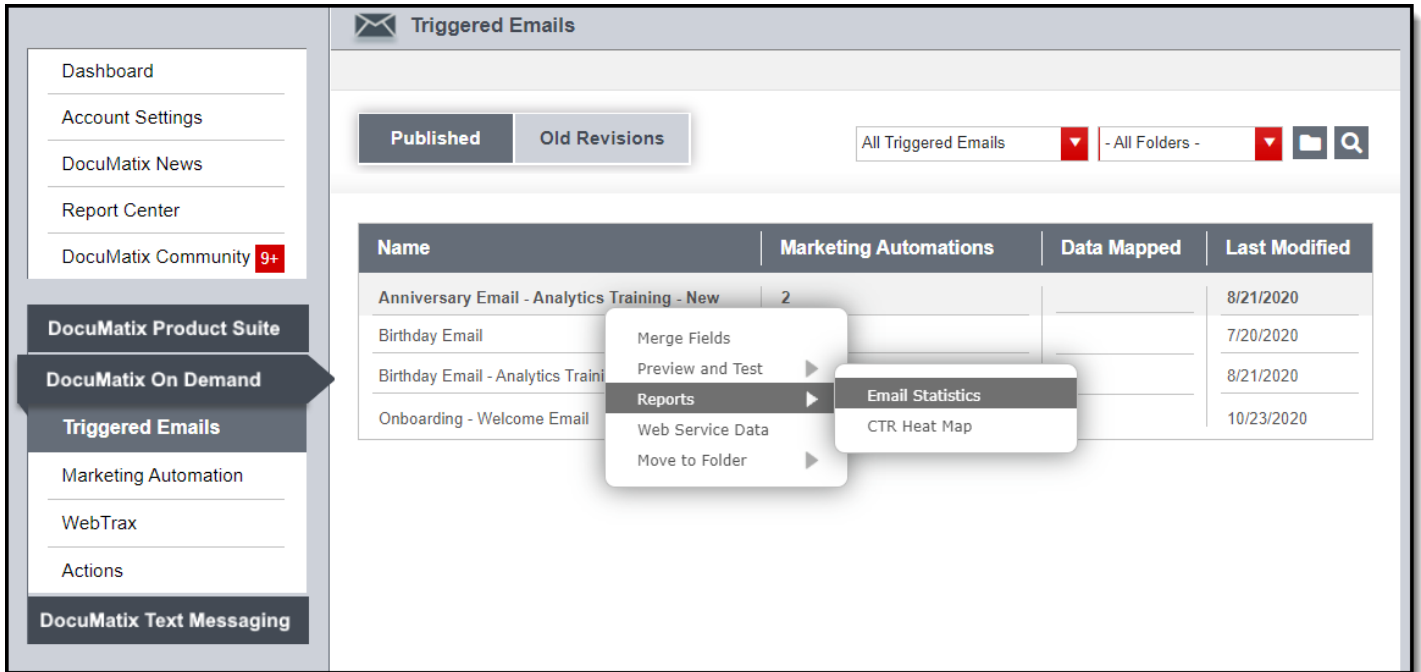 Triggered Emails
Dashboard
Account Settings
DocuMatix News
Report Center
DocuMatix Community 9+
DocuMatix Product Suite
DocuMatix On Demand
Triggered Emails
Marketing Automation
WebTrax
Actions
DocuMatix Text Messaging
Published Old Revisions All Triggered Emails - All Folders -
Name Marketing Automations Data Mapped Last Modified
Anniversary Email - Analytics Training - New 2 8/21/2020
Birthday Email 7/20/2020
Birthday Email - Analytics Traini 8/21/2020
Onboarding - Welcome Email 10/23/2020
Merge Fields
Preview and Test
Reports
Web Service Data
Move to Folder
Email Statistics
CTR Heat Map